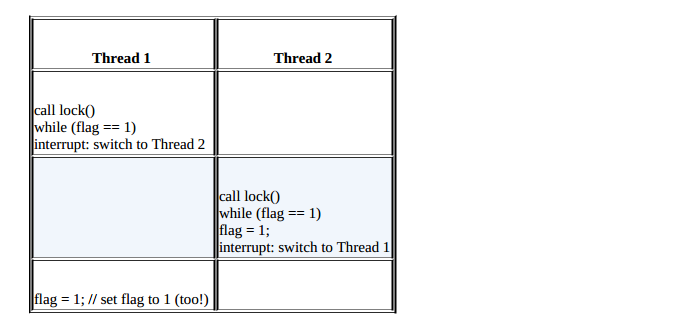 Thread 1
Thread 2
call lock()
while (flag == 1)
interrupt: switch to Thread 2
call lock()
while (flag == 1)
flag = 1;
interrupt: switch to Thread 1
flag = 1; // set flag to 1 (too!)